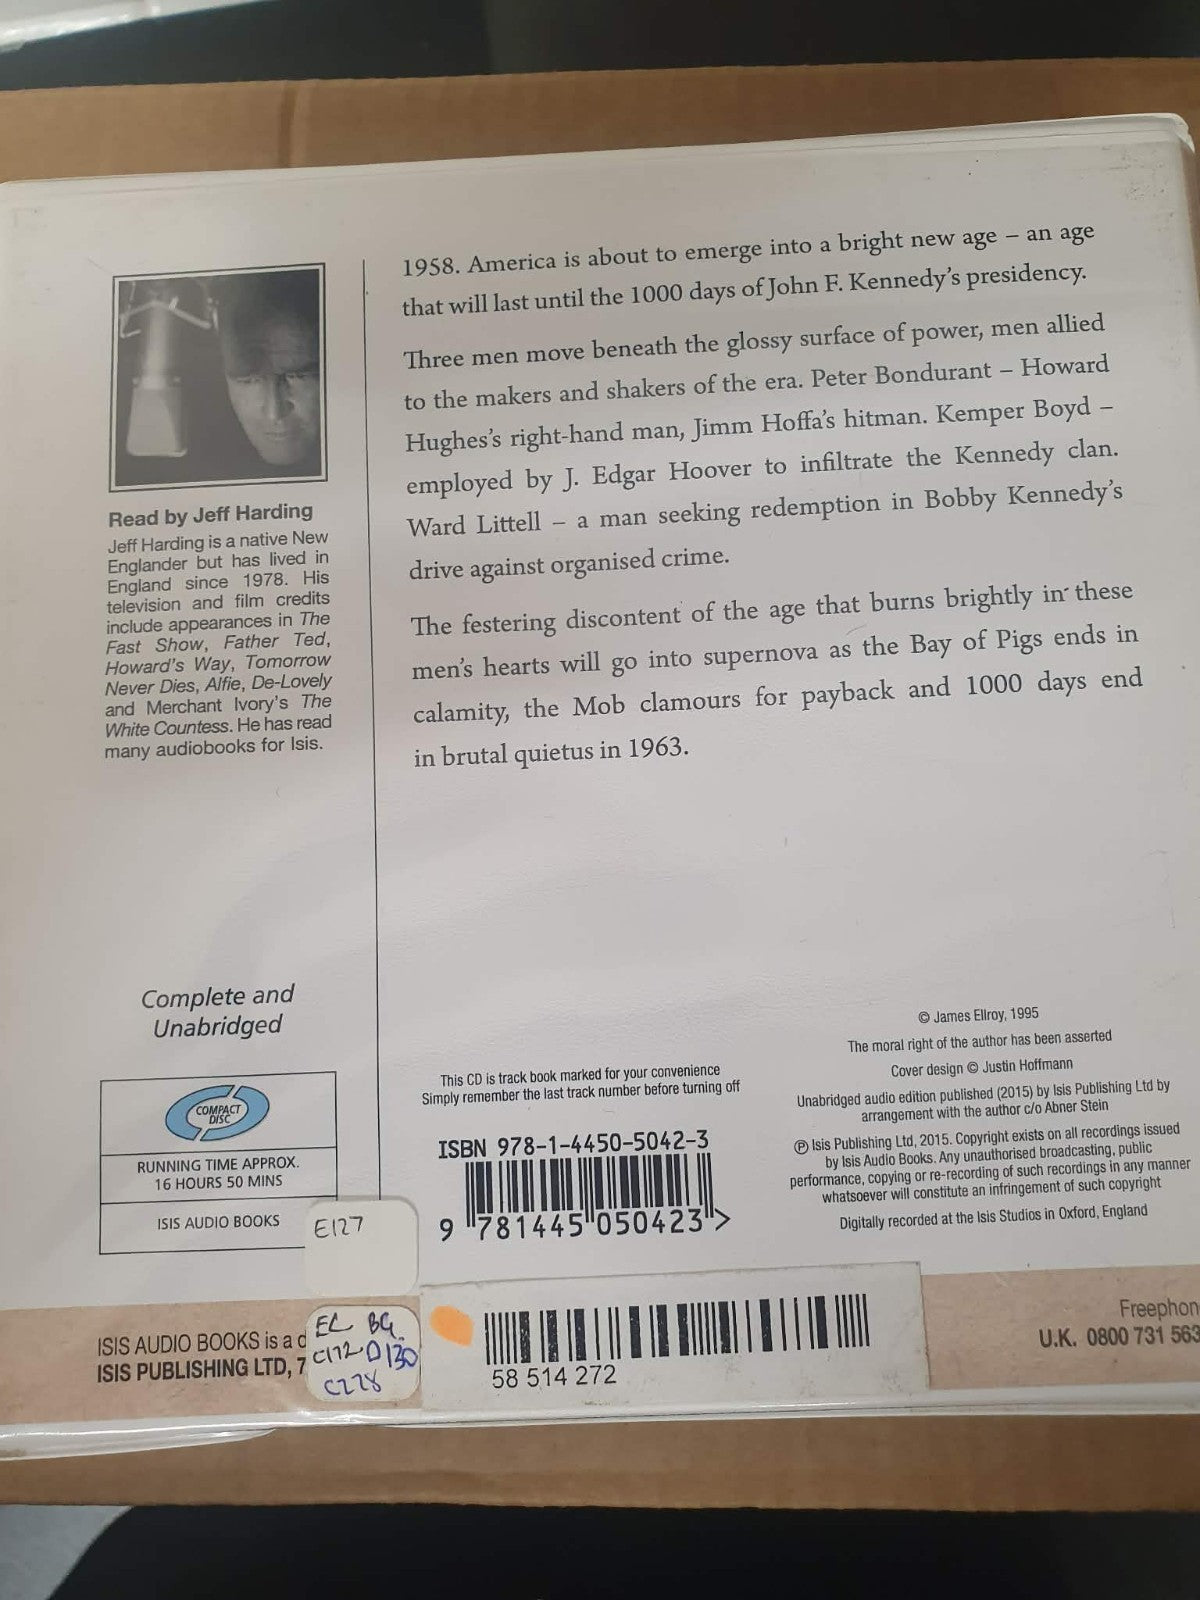 1958. America is about to emerge into a bright new age – an age
that will last until the 1000 days of John F. Kennedy's presidency.
Three men move beneath the glossy surface of power, men allied
to the makers and shakers of the era. Peter Bondurant – Howard
Hughes's right-hand man, Jimm Hoffa's hitman. Kemper Boyd –
employed by J. Edgar Hoover to infiltrate the Kennedy clan.
Ward Littell – a man seeking redemption in Bobby Kennedy's
drive against organised crime.
The festering discontent of the age that burns brightly in these
men's hearts will go into supernova as the Bay of Pigs ends in
calamity, the Mob clamours for payback and 1000 days end
in brutal quietus in 1963.
Read by Jeff Harding
Jeff Harding is a native New
Englander but has lived in
England since 1978. His
television and film credits
include appearances in The
Fast Show, Father Ted,
Howard's Way, Tomorrow
Never Dies, Alfie, De-Lovely
and Merchant Ivory's The
White Countess. He has read
many audiobooks for Isis.
Complete and
Unabridged
COMPACT
DISC
RUNNING TIME APPROX.
16 HOURS 50 MINS
ISIS AUDIO BOOKS
This CD is track book marked for your convenience
Simply remember the last track number before turning off
ISBN 978-1-4450-5042-3
9 781445 050423 >
© James Ellroy, 1995
The moral right of the author has been asserted
Cover design © Justin Hoffmann
Unabridged audio edition published (2015) by Isis Publishing Ltd by
arrangement with the author c/o Abner Stein
℗ Isis Publishing Ltd, 2015. Copyright exists on all recordings issued
by Isis Audio Books. Any unauthorised broadcasting, public
performance, copying or re-recording of such recordings in any manner
whatsoever will constitute an infringement of such copyright
Digitally recorded at the Isis Studios in Oxford, England
E127
EL BG.
C172 D130
C228
ISIS AUDIO BOOKS is a d
ISIS PUBLISHING LTD, 7
58 514 272
Freephon
U.K. 0800 731 563